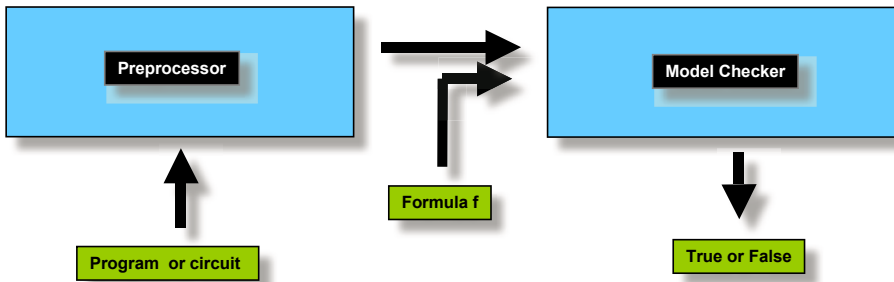 Preprocessor
Model Checker
Formula f
Program or circuit
True or False